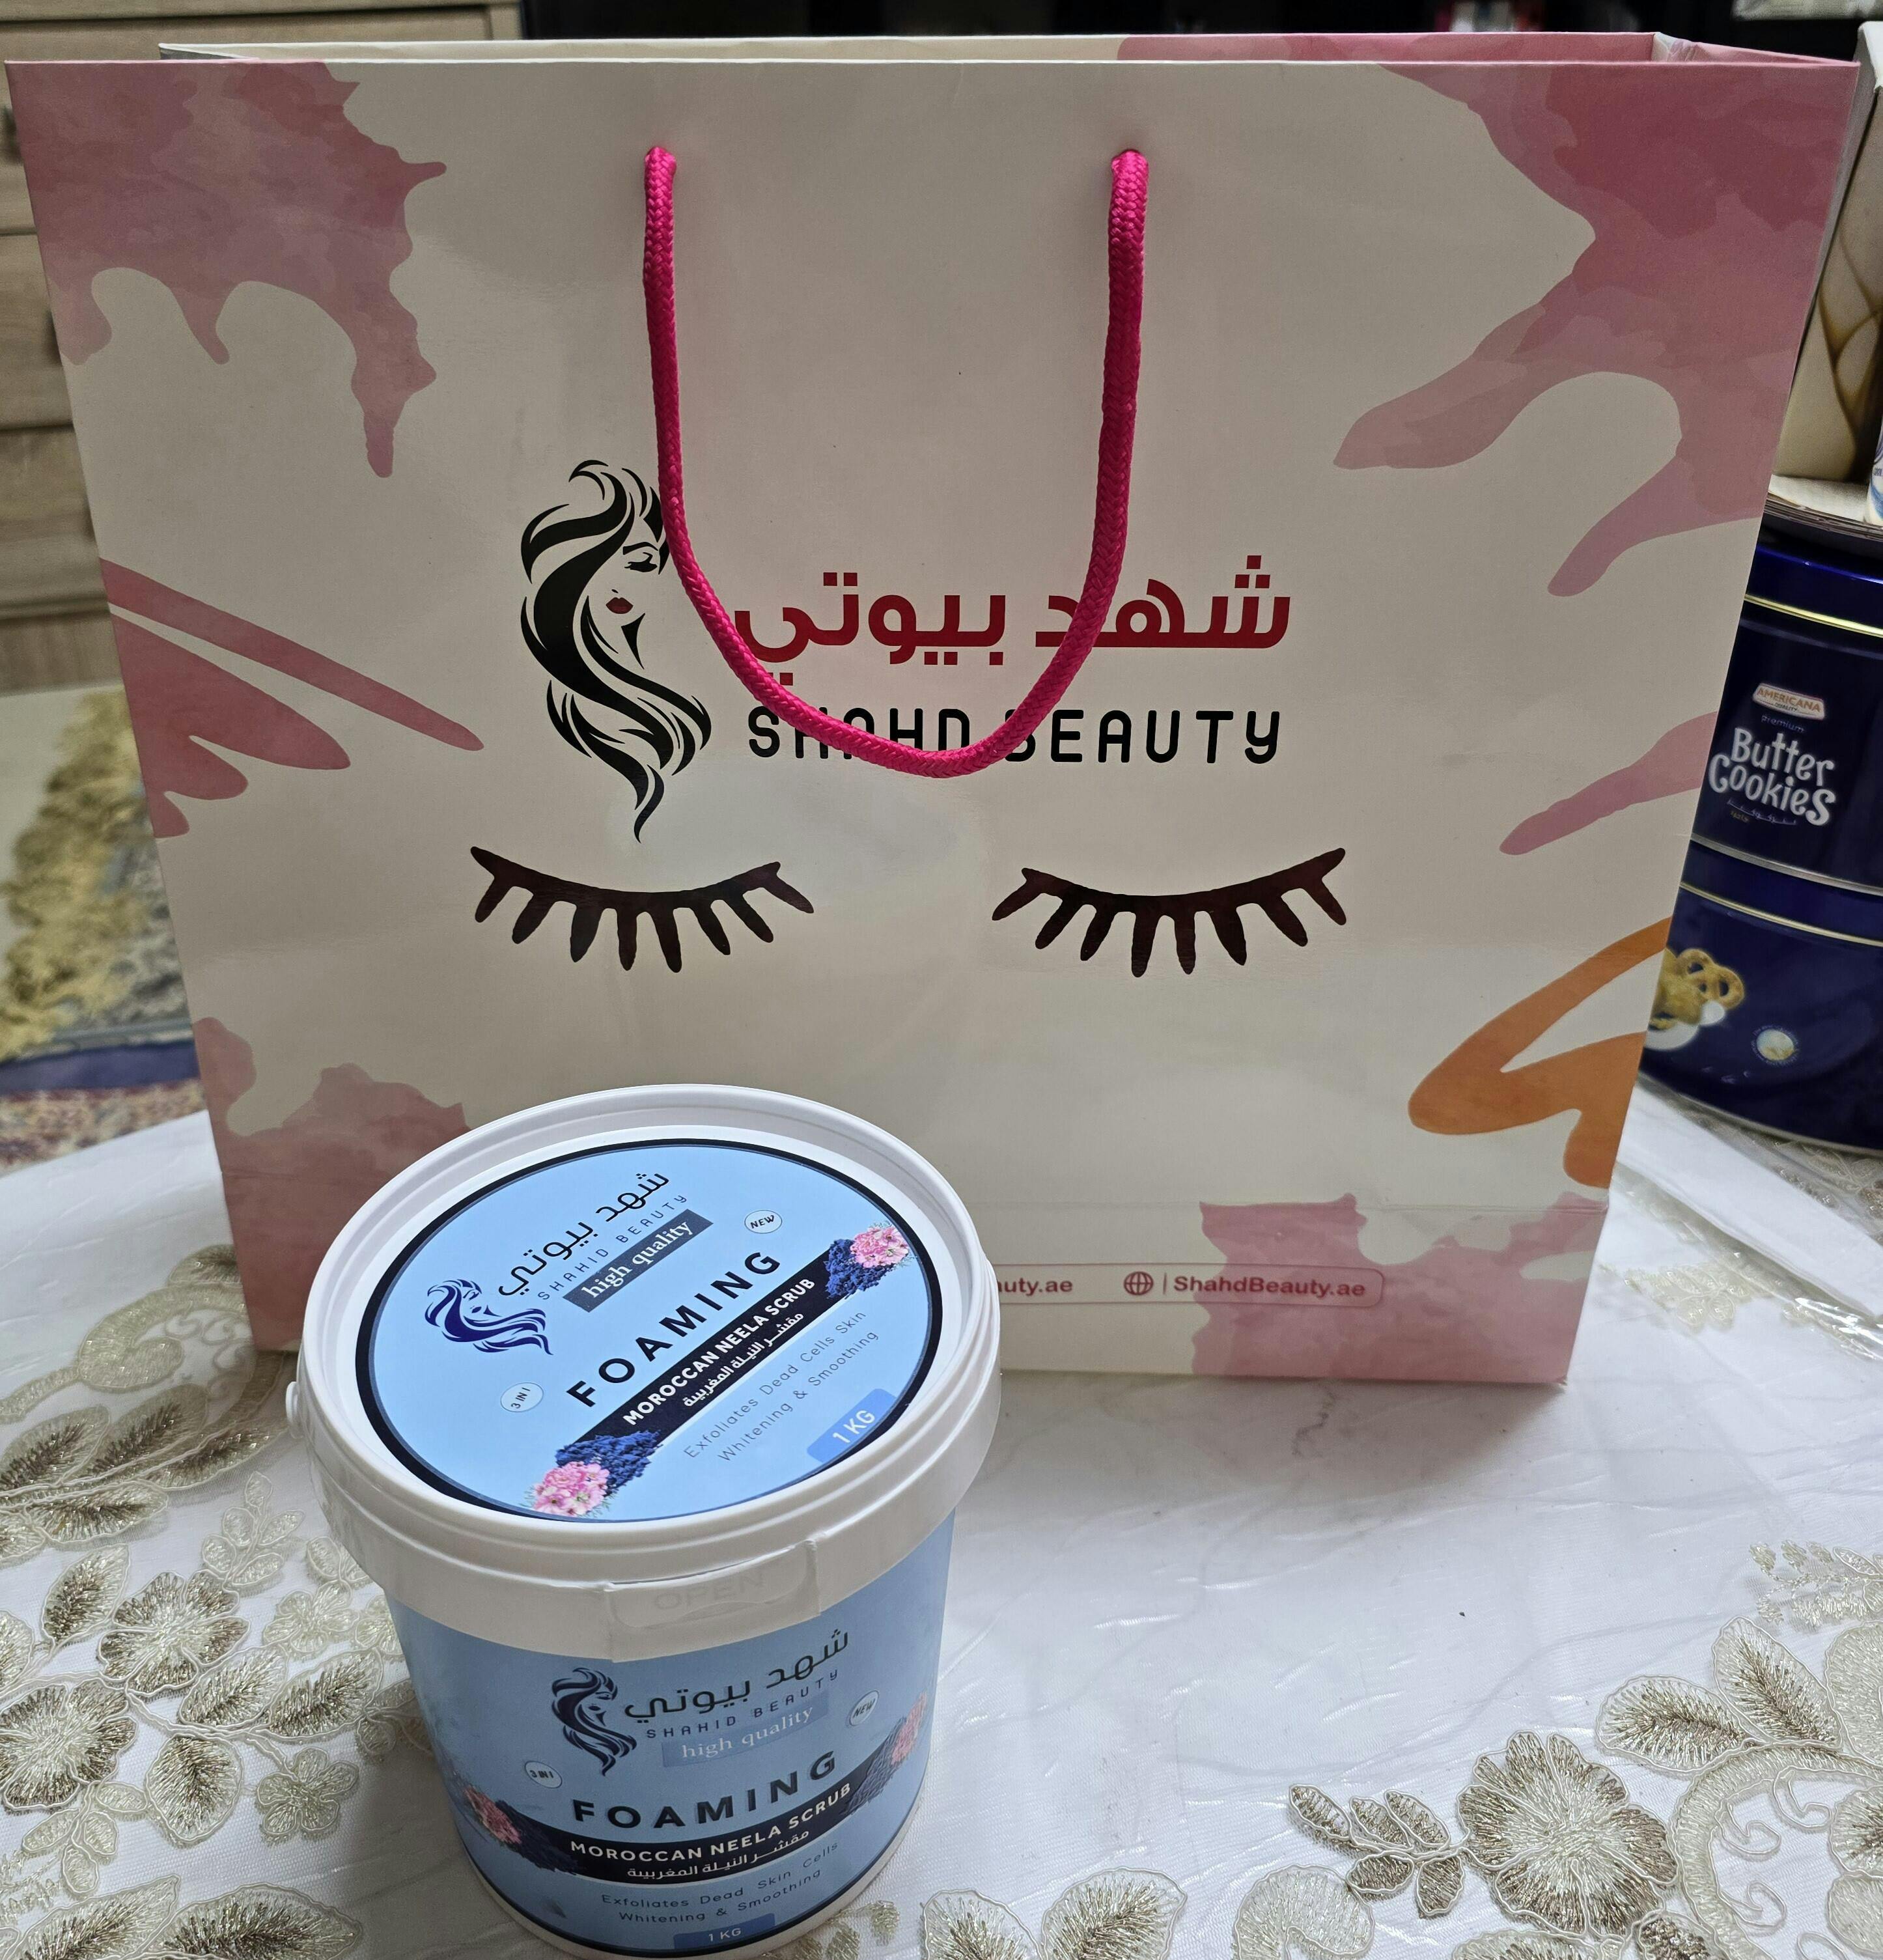 شهد بيوتي
SHAHD BEAUTY
uty.ae | ShahdBeauty.ae
AMERICANA
QUALITY
Premium
Butter
Cookies
شهد بيوتي
SHAHID BEAUTY
high quality
NEW
3 IN 1
FOAMING
MOROCCAN NEELA SCRUB
مقشر النيلة المغربية
Exfoliates Dead Cells Skin
Whitening & Smoothing
1 KG
OPEN
شهد بيوتي
SHAHID BEAUTY
high quality
NEW
3 IN 1
FOAMING
MOROCCAN NEELA SCRUB
مقشر النيلة المغربية
Exfoliates Dead Skin Cells
Whitening & Smoothing
1 KG